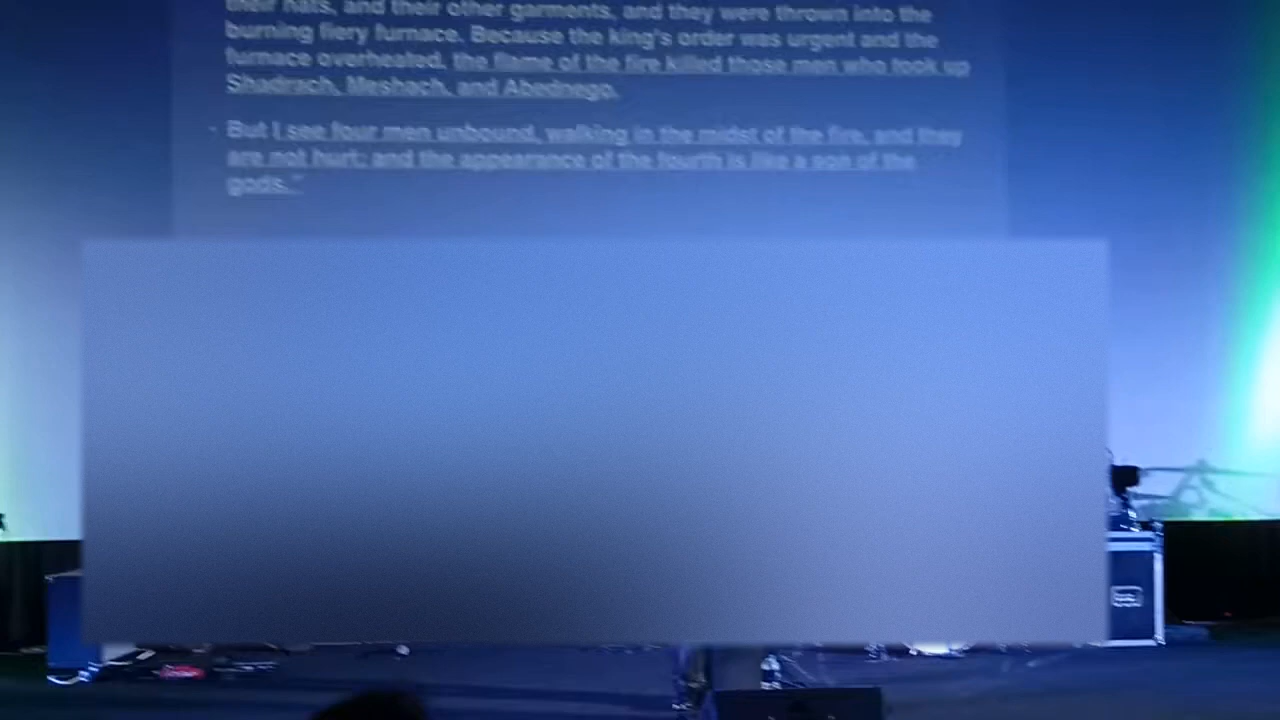 their hats, and their other garments, and they were thrown into the
burning fiery furnace. Because the king's order was urgent and the
furnace overheated, the flame of the fire killed those men who took up
Shadrach, Meshach, and Abednego.
· But I see four men unbound, walking in the midst of the fire, and they
are not hurt; and the appearance of the fourth is like a son of the
gods.”